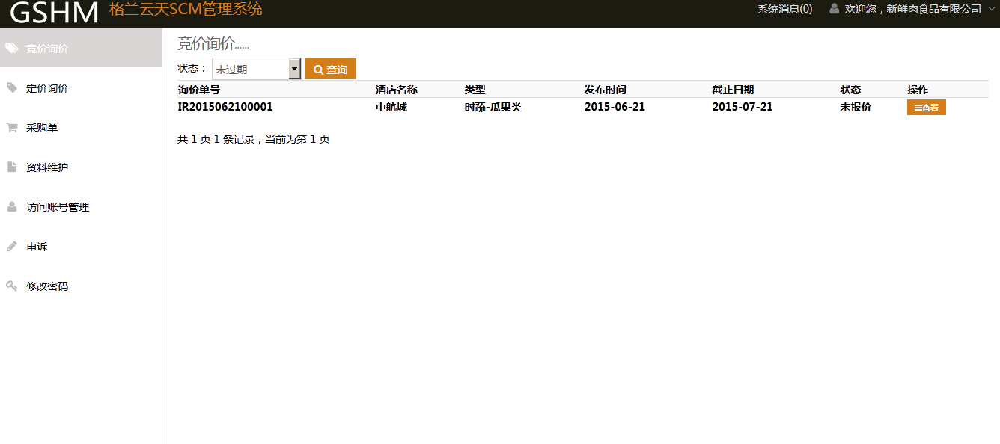 GSHM 格兰云天SCM管理系统 系统消息(0) 欢迎您，新鲜肉食品有限公司
竞价询价
定价询价
采购单
资料维护
访问账号管理
申诉
修改密码
竞价询价......
状态： 未过期 查询
询价单号 酒店名称 类型 发布时间 截止日期 状态 操作
IR2015062100001 中航城 时蔬-瓜果类 2015-06-21 2015-07-21 未报价 查看
共 1 页 1 条记录，当前为第 1 页